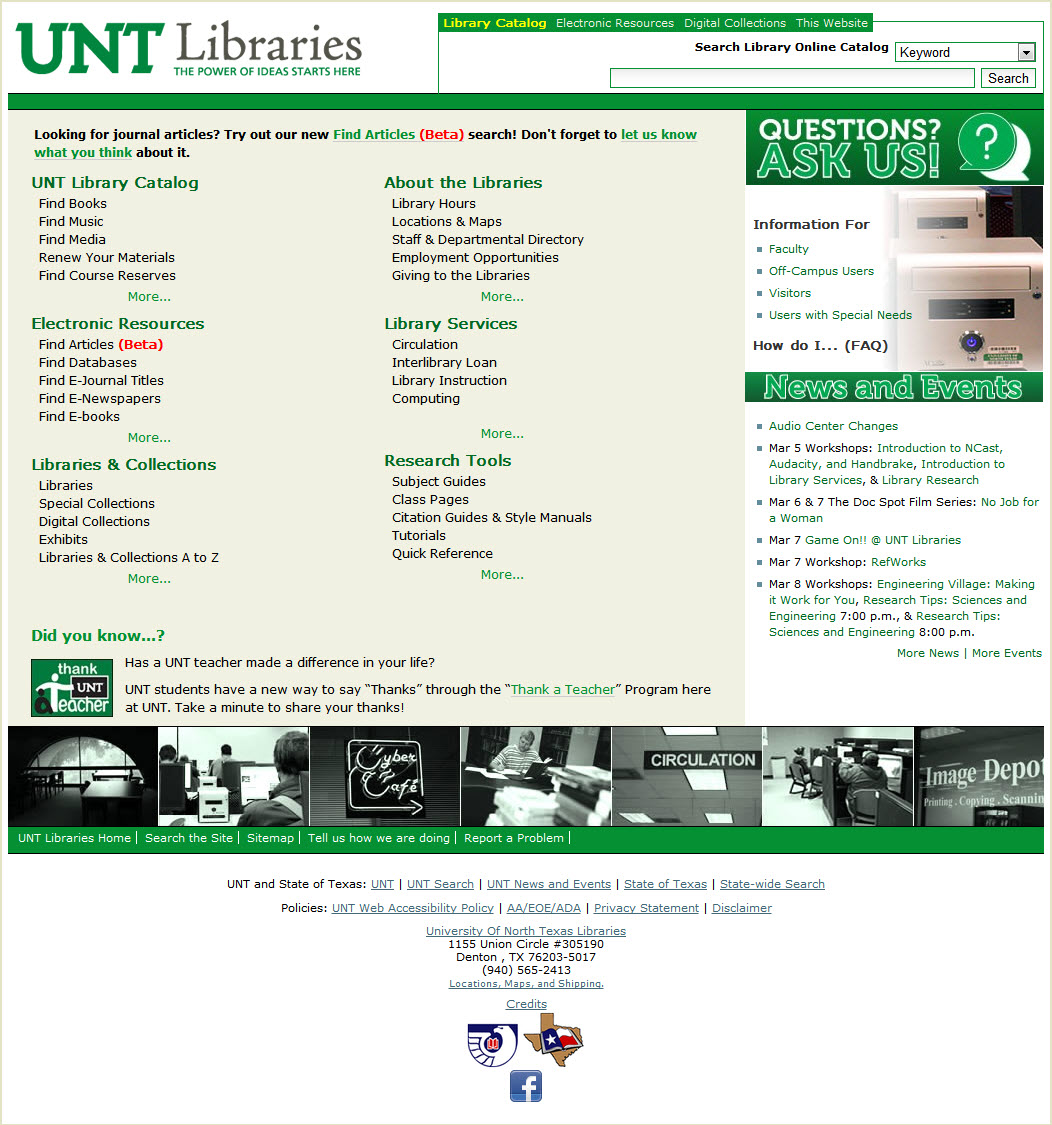 UNT Libraries
THE POWER OF IDEAS STARTS HERE
Library Catalog Electronic Resources Digital Collections This Website
Search Library Online Catalog Keyword
Search
Looking for journal articles? Try out our new Find Articles (Beta) search! Don't forget to let us know
what you think about it.
UNT Library Catalog
Find Books
Find Music
Find Media
Renew Your Materials
Find Course Reserves
More...
Electronic Resources
Find Articles (Beta)
Find Databases
Find E-Journal Titles
Find E-Newspapers
Find E-books
More...
Libraries & Collections
Libraries
Special Collections
Digital Collections
Exhibits
Libraries & Collections A to Z
More...
About the Libraries
Library Hours
Locations & Maps
Staff & Departmental Directory
Employment Opportunities
Giving to the Libraries
More...
Library Services
Circulation
Interlibrary Loan
Library Instruction
Computing
More...
Research Tools
Subject Guides
Class Pages
Citation Guides & Style Manuals
Tutorials
Quick Reference
More...
Did you know...?
thank
UNT
a teacher
Has a UNT teacher made a difference in your life?
UNT students have a new way to say “Thanks” through the “Thank a Teacher” Program here
at UNT. Take a minute to share your thanks!
QUESTIONS?
ASK US!
?
Information For
Faculty
Off-Campus Users
Visitors
Users with Special Needs
How do I... (FAQ)
News and Events
Audio Center Changes
Mar 5 Workshops: Introduction to NCast,
Audacity, and Handbrake, Introduction to
Library Services, & Library Research
Mar 6 & 7 The Doc Spot Film Series: No Job for
a Woman
Mar 7 Game On!! @ UNT Libraries
Mar 7 Workshop: RefWorks
Mar 8 Workshops: Engineering Village: Making
it Work for You, Research Tips: Sciences and
Engineering 7:00 p.m., & Research Tips:
Sciences and Engineering 8:00 p.m.
More News | More Events
Cyber
Café
CIRCULATION
Image Depot
Printing . Copying . Scanning
UNT Libraries Home | Search the Site | Sitemap | Tell us how we are doing | Report a Problem |
UNT and State of Texas: UNT | UNT Search | UNT News and Events | State of Texas | State-wide Search
Policies: UNT Web Accessibility Policy | AA/EOE/ADA | Privacy Statement | Disclaimer
University Of North Texas Libraries
1155 Union Circle #305190
Denton , TX 76203-5017
(940) 565-2413
Locations, Maps, and Shipping.
Credits
f